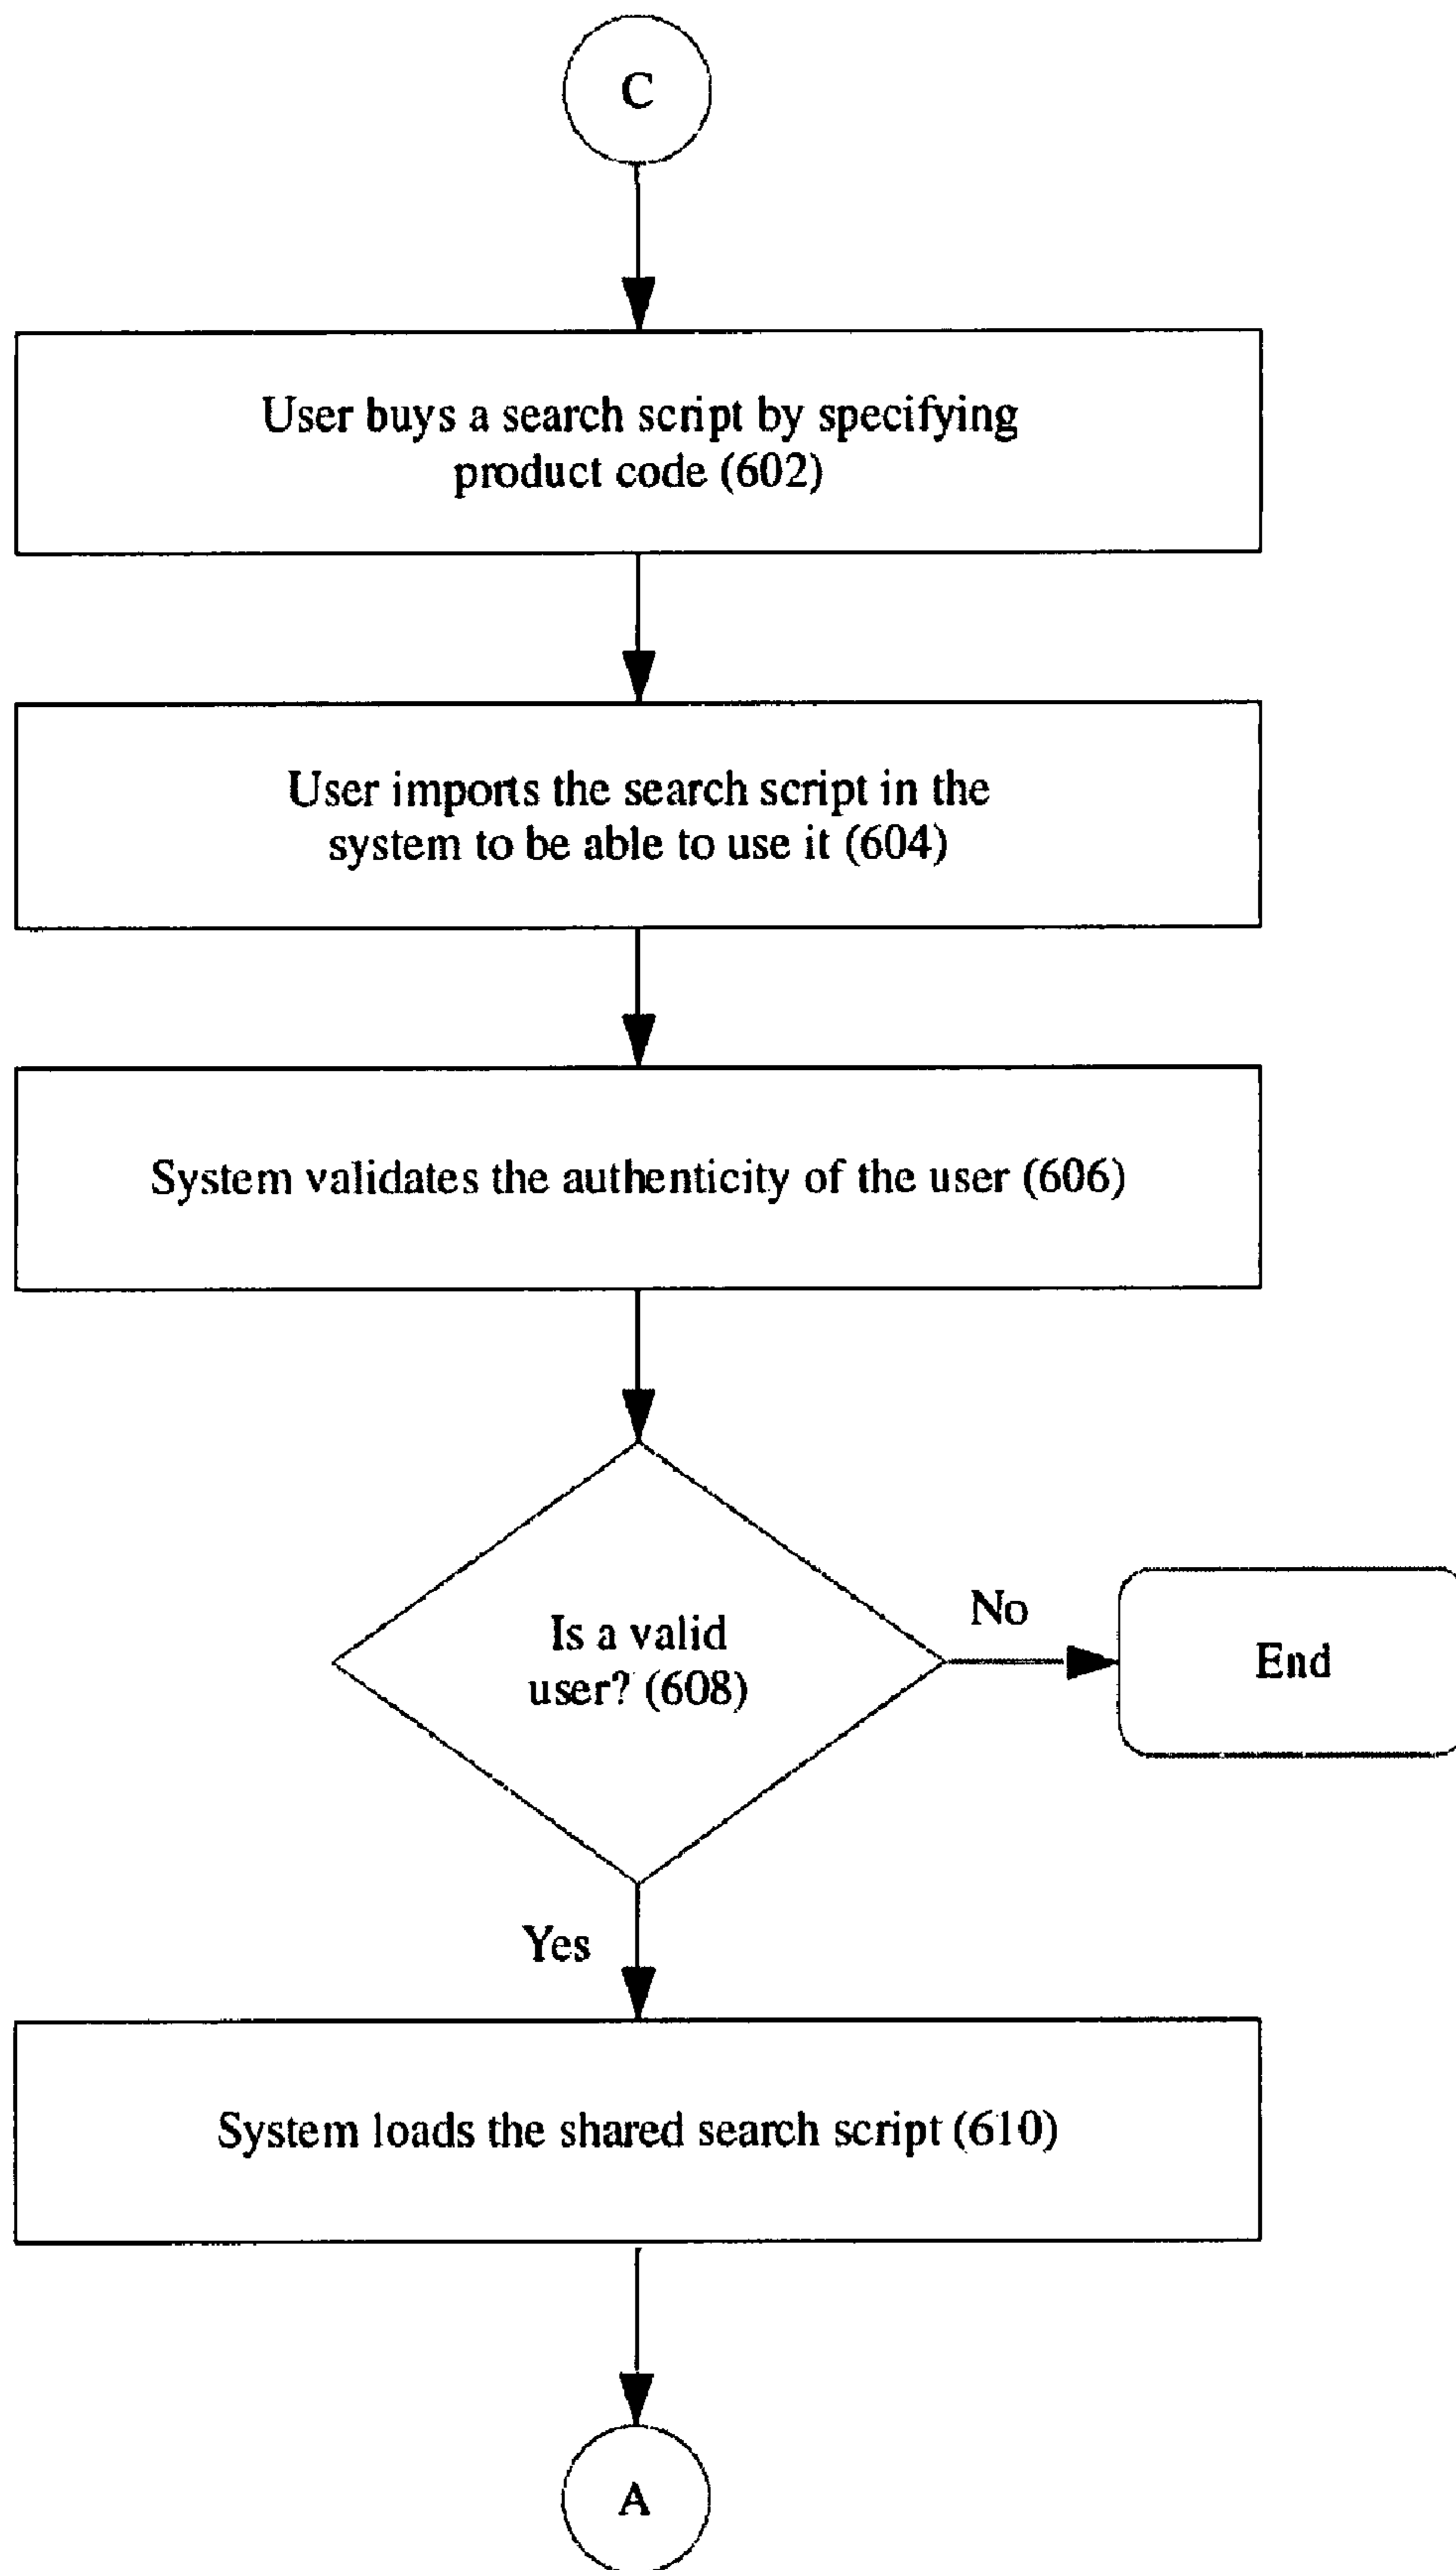 C
User buys a search script by specifying
product code (602)
User imports the search script in the
system to be able to use it (604)
System validates the authenticity of the user (606)
Is a valid
user? (608)
No
End
Yes
System loads the shared search script (610)
A